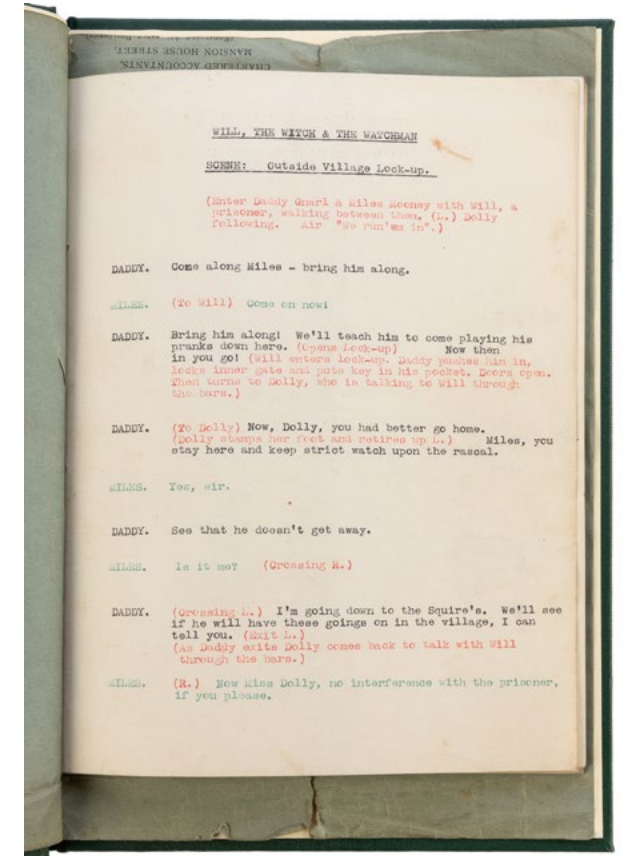 CHARTERED ACCOUNTANTS,
MANSION HOUSE STREET,
WILL, THE WITCH & THE WATCHMAN
SCENE: Outside Village Lock-up.
(Enter Daddy Gnarl & Miles Mooney with Will, a
prisoner, walking between them. (L.) Dolly
following. Air "We run'em in".)
DADDY. Come along Miles - bring him along.
MILES. (To Will) Come on now!
DADDY. Bring him along! We'll teach him to come playing his
pranks down here. (Opens Lock-up) Now then
in you go! (Will enters lock-up. Daddy pushes him in,
locks inner gate and puts key in his pocket. Doors open.
Then turns to Dolly, who is talking to Will through
the bars.)
DADDY. (To Dolly) Now, Dolly, you had better go home.
(Dolly stamps her foot and retires up L.) Miles, you
stay here and keep strict watch upon the rascal.
MILES. Yes, sir.
DADDY. See that he doesn't get away.
MILES. Is it me? (Crossing R.)
DADDY. (Crossing L.) I'm going down to the Squire's. We'll see
if he will have these goings on in the village, I can
tell you. (Exit L.)
(As Daddy exits Dolly comes back to talk with Will
through the bars.)
MILES. (R.) Now Miss Dolly, no interference with the prisoner,
if you please.